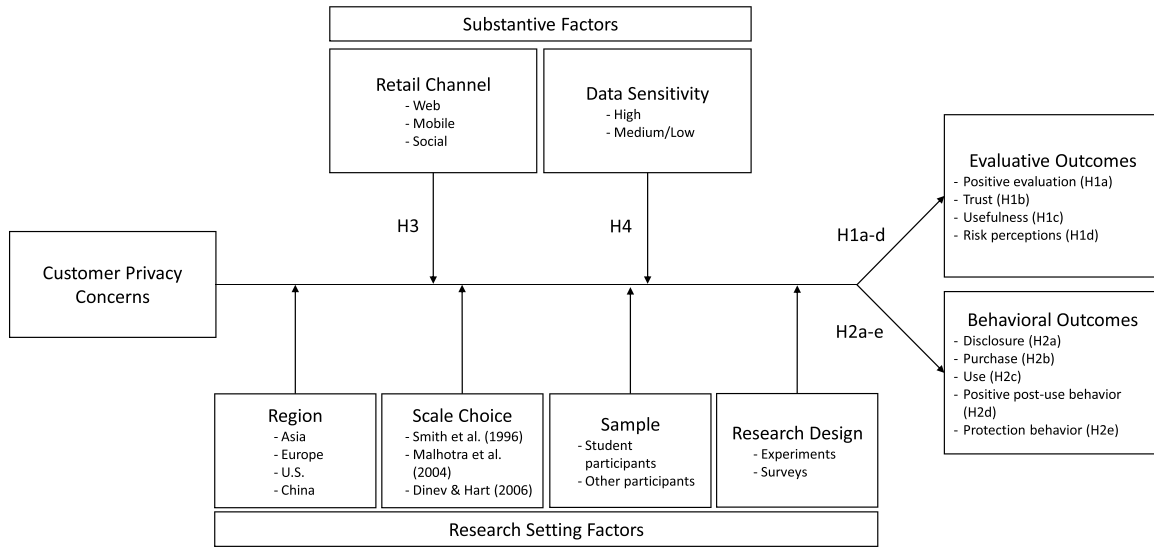 Substantive Factors
Retail Channel
- Web
- Mobile
- Social
Data Sensitivity
- High
- Medium/Low
H3
H4
Customer Privacy
Concerns
H1a-d
H2a-e
Evaluative Outcomes
- Positive evaluation (H1a)
- Trust (H1b)
- Usefulness (H1c)
- Risk perceptions (H1d)
Behavioral Outcomes
- Disclosure (H2a)
- Purchase (H2b)
- Use (H2c)
- Positive post-use behavior
(H2d)
- Protection behavior (H2e)
Region
- Asia
- Europe
- U.S.
- China
Scale Choice
- Smith et al. (1996)
- Malhotra et al.
(2004)
- Dinev & Hart (2006)
Sample
- Student
participants
- Other participants
Research Design
- Experiments
- Surveys
Research Setting Factors